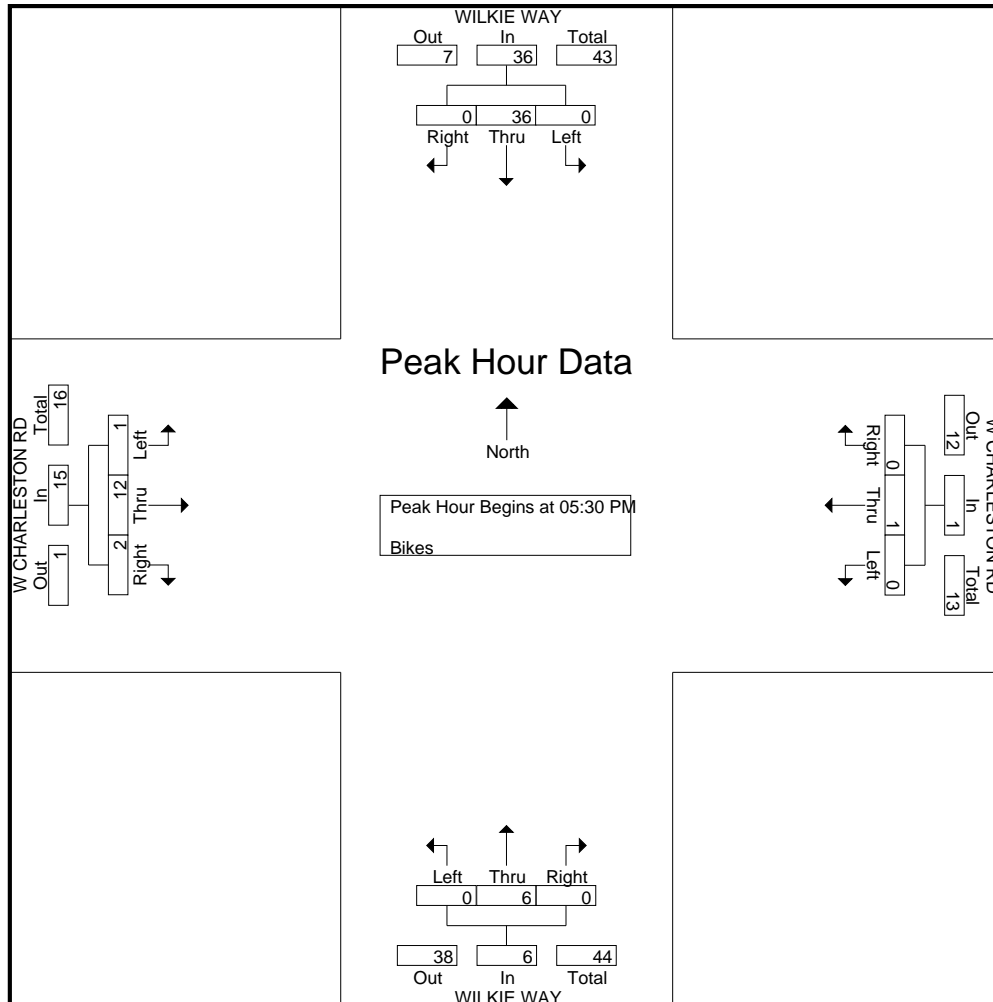 WILKIE WAY
Out In Total
7 36 43
0 36 0
Right Thru Left
Peak Hour Data
North
Peak Hour Begins at 05:30 PM
Bikes
W CHARLESTON RD
Out In Total
1 15 16
2 12 1
Right Thru Left
W CHARLESTON RD
Out In Total
12 1 13
0 1 0
Right Thru Left
Left Thru Right
0 6 0
38 6 44
Out In Total
WILKIE WAY